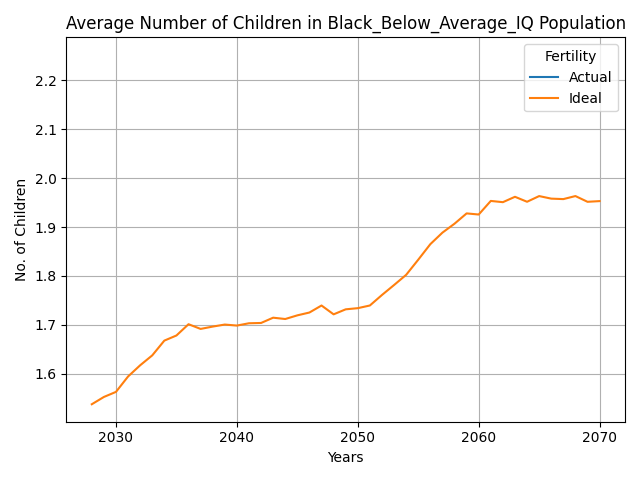 Average Number of Children in Black_Below_Average_IQ Population
Fertility
Actual
Ideal
2.2
2.1
2.0
1.9
1.8
1.7
1.6
No. of Children
2030 2040 2050 2060 2070
Years